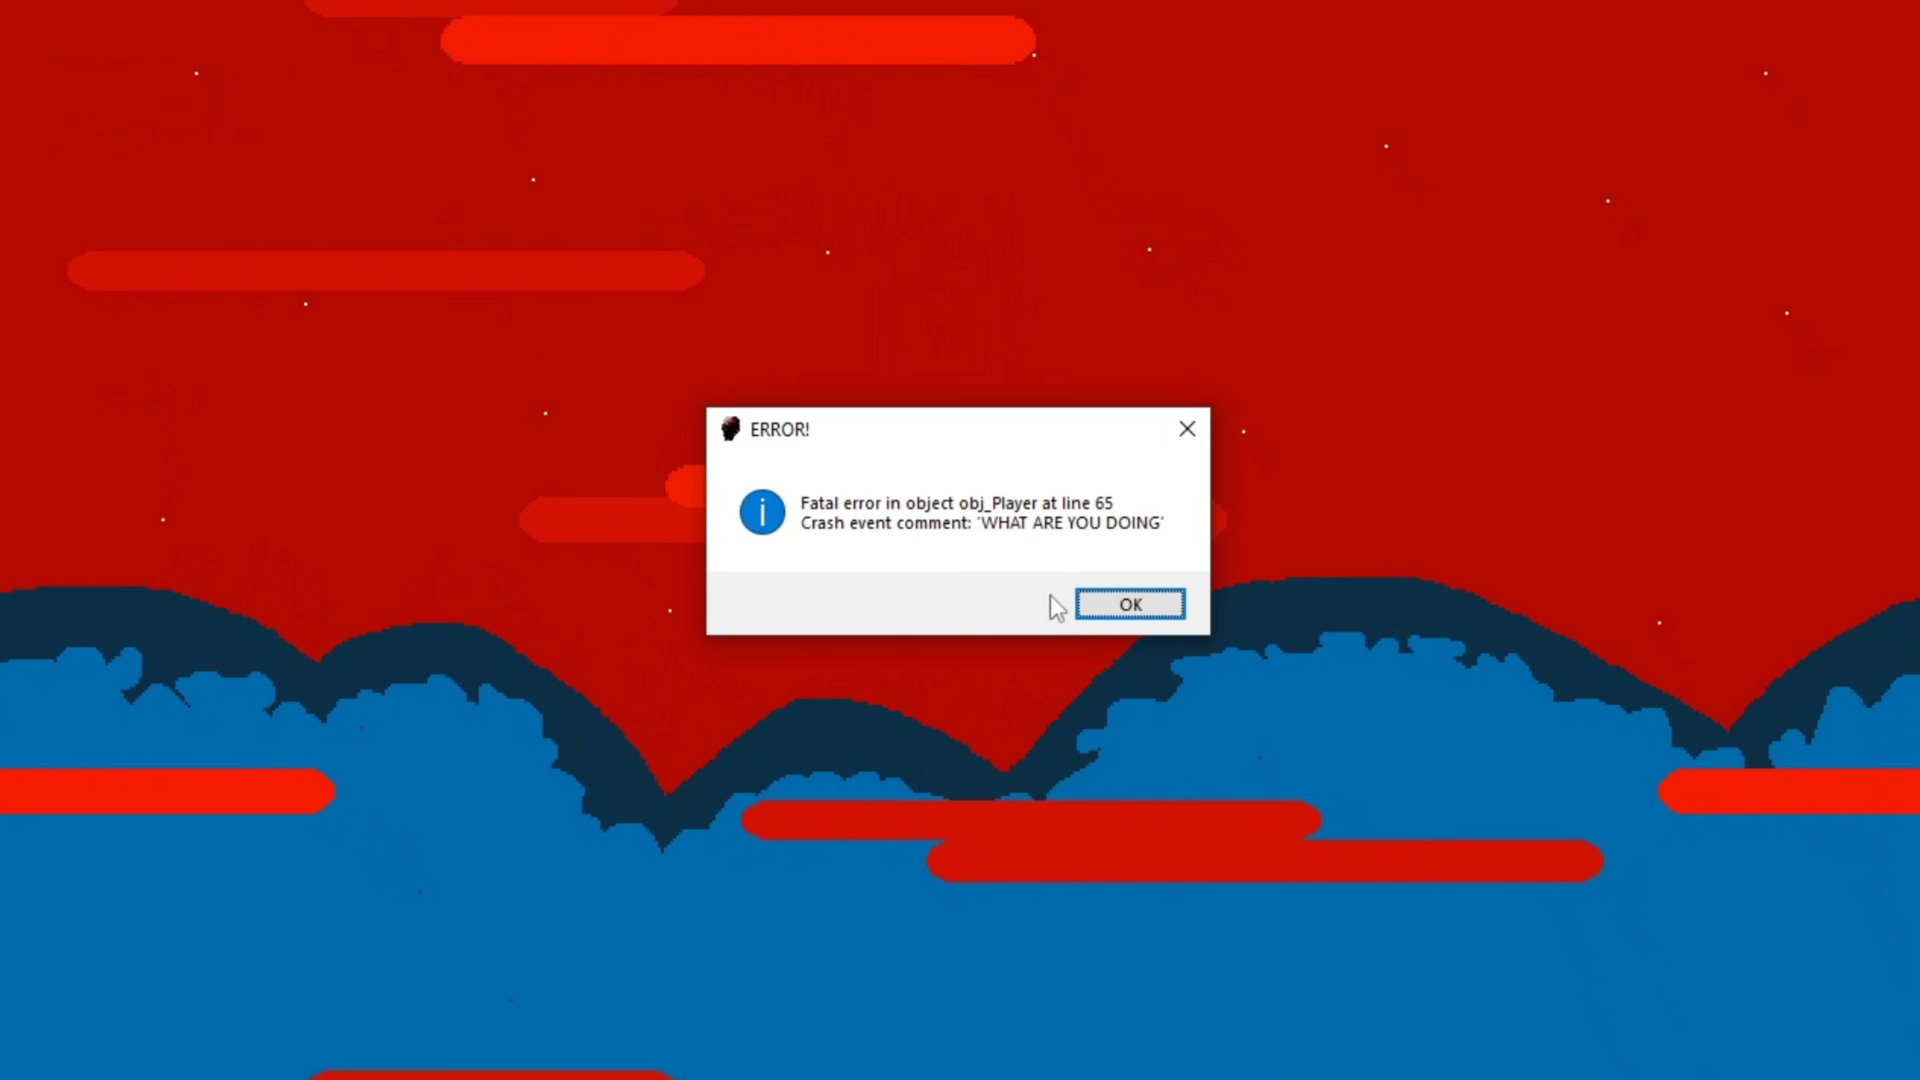 ERROR!
Fatal error in object obj_Player at line 65
Crash event comment: 'WHAT ARE YOU DOING'
OK